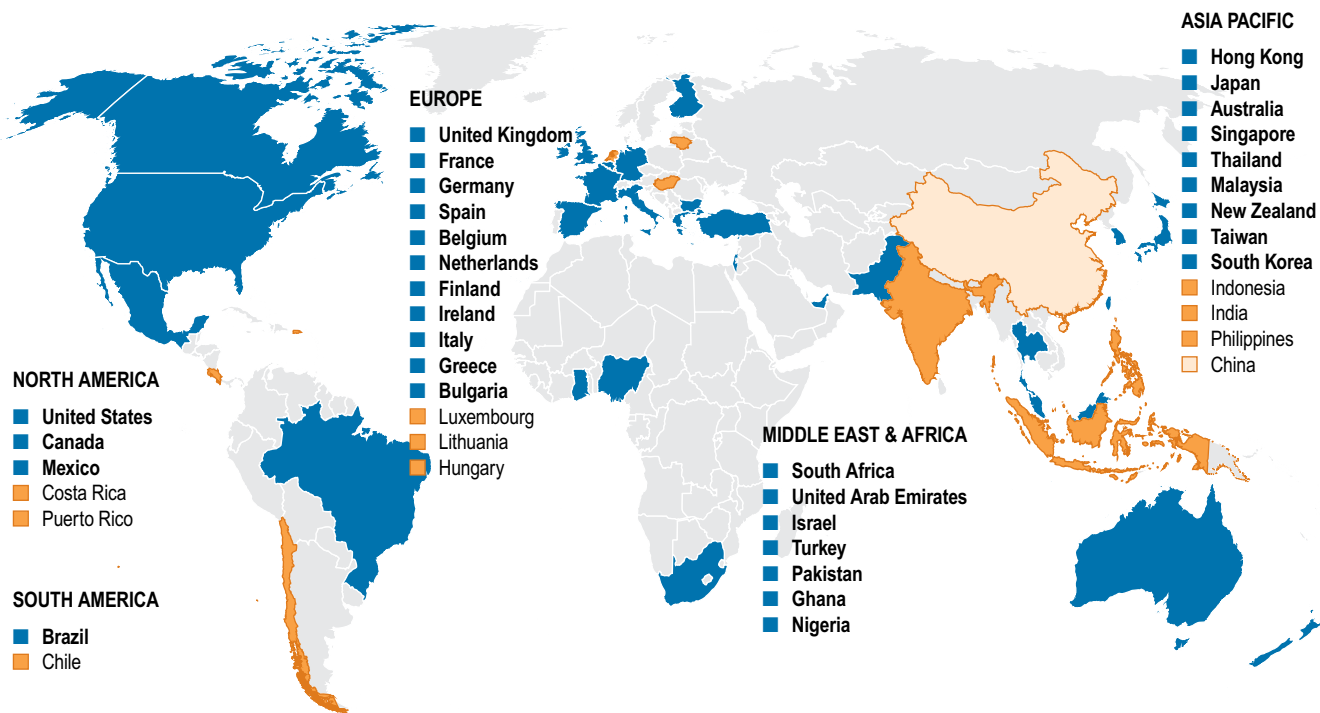 NORTH AMERICA
United States
Canada
Mexico
Costa Rica
Puerto Rico
SOUTH AMERICA
Brazil
Chile
EUROPE
United Kingdom
France
Germany
Spain
Belgium
Netherlands
Finland
Ireland
Italy
Greece
Bulgaria
Luxembourg
Lithuania
Hungary
MIDDLE EAST & AFRICA
South Africa
United Arab Emirates
Israel
Turkey
Pakistan
Ghana
Nigeria
ASIA PACIFIC
Hong Kong
Japan
Australia
Singapore
Thailand
Malaysia
New Zealand
Taiwan
South Korea
Indonesia
India
Philippines
China